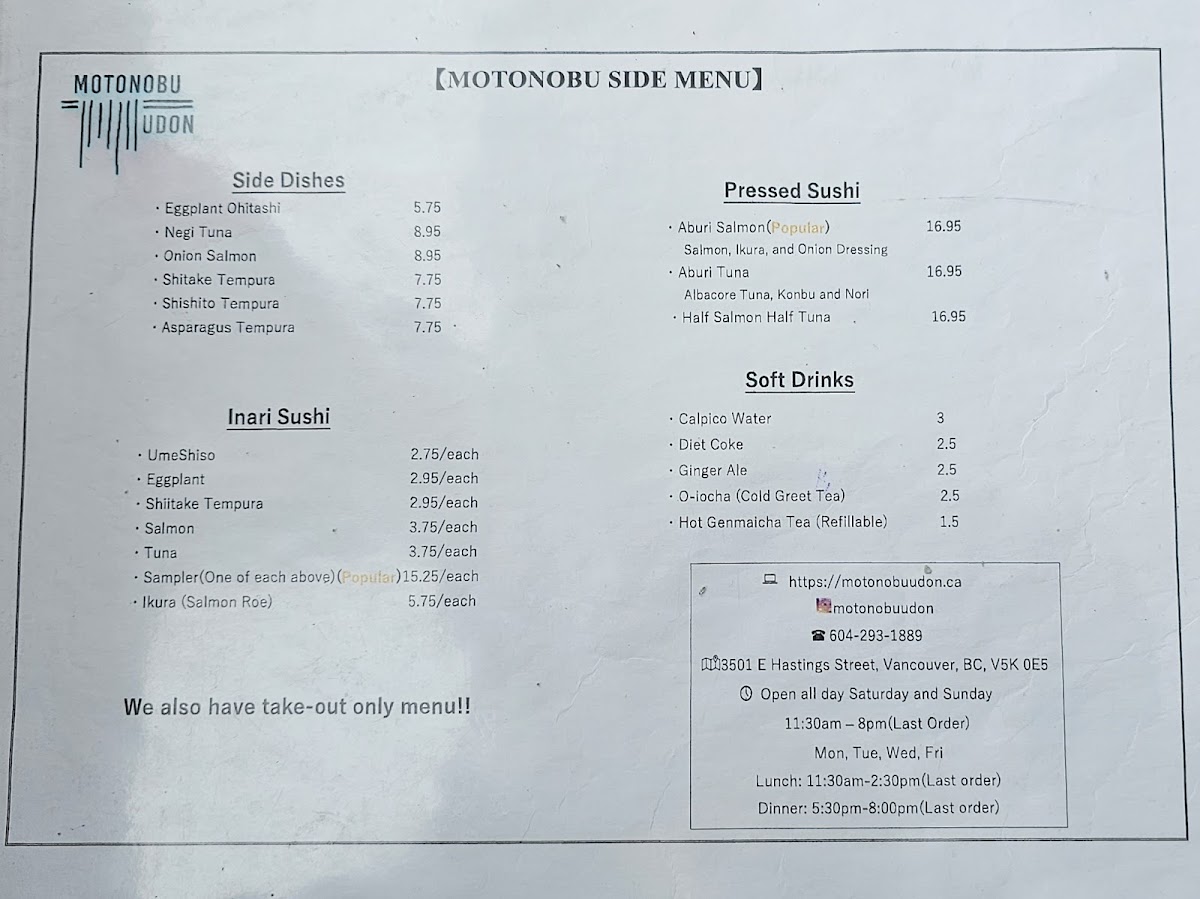 MOTONOBU
UDON
【MOTONOBU SIDE MENU】
Side Dishes
・Eggplant Ohitashi 5.75
・Negi Tuna 8.95
・Onion Salmon 8.95
・Shitake Tempura 7.75
・Shishito Tempura 7.75
・Asparagus Tempura 7.75
Inari Sushi
・UmeShiso 2.75/each
・Eggplant 2.95/each
・Shiitake Tempura 2.95/each
・Salmon 3.75/each
・Tuna 3.75/each
・Sampler(One of each above)(Popular)15.25/each
・Ikura (Salmon Roe) 5.75/each
We also have take-out only menu!!
Pressed Sushi
・Aburi Salmon(Popular) 16.95
Salmon, Ikura, and Onion Dressing
・Aburi Tuna 16.95
Albacore Tuna, Konbu and Nori
・Half Salmon Half Tuna 16.95
Soft Drinks
・Calpico Water 3
・Diet Coke 2.5
・Ginger Ale 2.5
・O-iocha (Cold Greet Tea) 2.5
・Hot Genmaicha Tea (Refillable) 1.5
https://motonobuudon.ca
motonobuudon
604-293-1889
3501 E Hastings Street, Vancouver, BC, V5K 0E5
Open all day Saturday and Sunday
11:30am – 8pm(Last Order)
Mon, Tue, Wed, Fri
Lunch: 11:30am-2:30pm(Last order)
Dinner: 5:30pm-8:00pm(Last order)